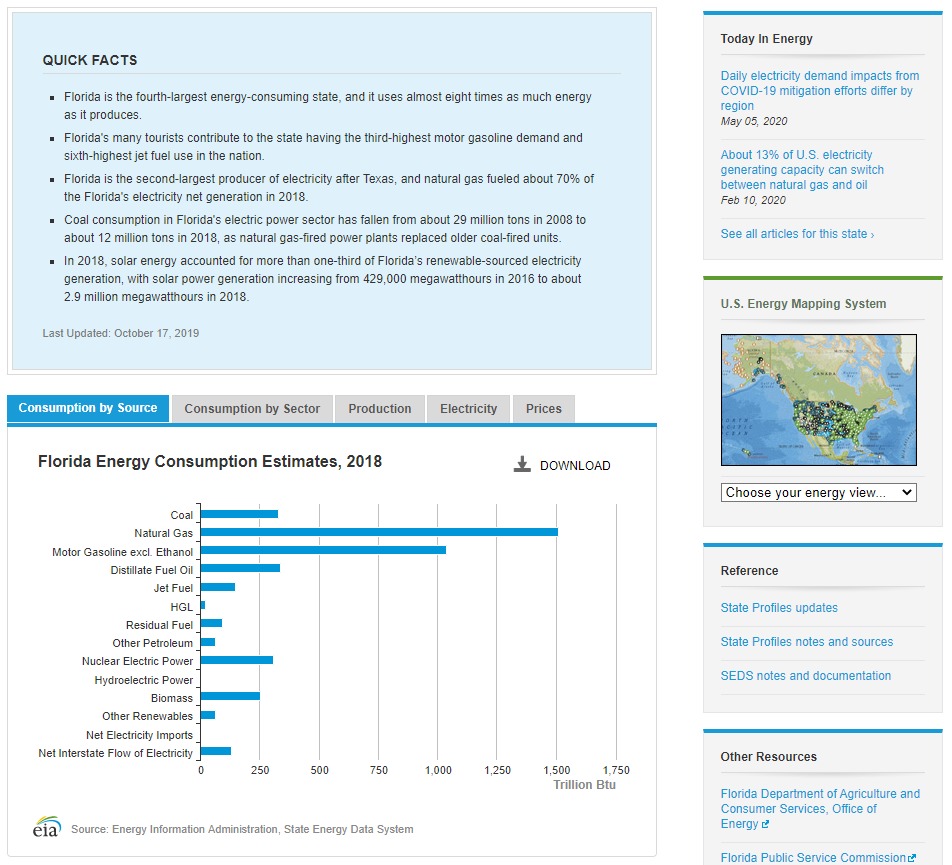 QUICK FACTS
Florida is the fourth-largest energy-consuming state, and it uses almost eight times as much energy
as it produces.
Florida's many tourists contribute to the state having the third-highest motor gasoline demand and
sixth-highest jet fuel use in the nation.
Florida is the second-largest producer of electricity after Texas, and natural gas fueled about 70% of
the Florida's electricity net generation in 2018.
Coal consumption in Florida's electric power sector has fallen from about 29 million tons in 2008 to
about 12 million tons in 2018, as natural gas-fired power plants replaced older coal-fired units.
In 2018, solar energy accounted for more than one-third of Florida’s renewable-sourced electricity
generation, with solar power generation increasing from 429,000 megawatthours in 2016 to about
2.9 million megawatthours in 2018.
Last Updated: October 17, 2019
Consumption by Source
Consumption by Sector
Production
Electricity
Prices
Florida Energy Consumption Estimates, 2018
DOWNLOAD
Coal
Natural Gas
Motor Gasoline excl. Ethanol
Distillate Fuel Oil
Jet Fuel
HGL
Residual Fuel
Other Petroleum
Nuclear Electric Power
Hydroelectric Power
Biomass
Other Renewables
Net Electricity Imports
Net Interstate Flow of Electricity
0 250 500 750 1,000 1,250 1,500 1,750
Trillion Btu
eia
Source: Energy Information Administration, State Energy Data System
Today In Energy
Daily electricity demand impacts from
COVID-19 mitigation efforts differ by
region
May 05, 2020
About 13% of U.S. electricity
generating capacity can switch
between natural gas and oil
Feb 10, 2020
See all articles for this state ›
U.S. Energy Mapping System
CANADA
Choose your energy view...
Reference
State Profiles updates
State Profiles notes and sources
SEDS notes and documentation
Other Resources
Florida Department of Agriculture and
Consumer Services, Office of
Energy
Florida Public Service Commission